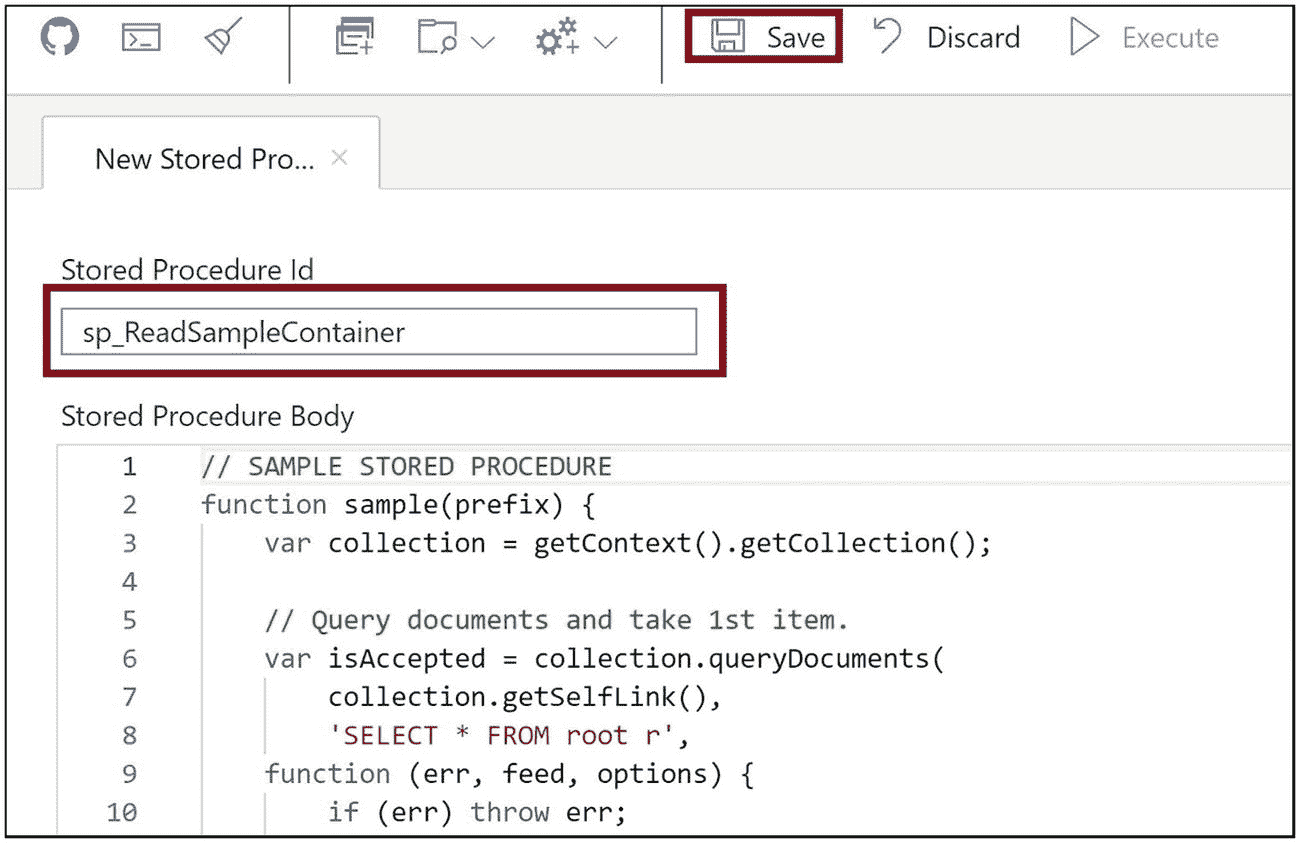 Save Discard Execute
New Stored Pro...
Stored Procedure Id
sp_ReadSampleContainer
Stored Procedure Body
1 // SAMPLE STORED PROCEDURE
2 function sample(prefix) {
3 var collection = getContext().getCollection();
4
5 // Query documents and take 1st item.
6 var isAccepted = collection.queryDocuments(
7 collection.getSelfLink(),
8 'SELECT * FROM root r',
9 function (err, feed, options) {
10 if (err) throw err;